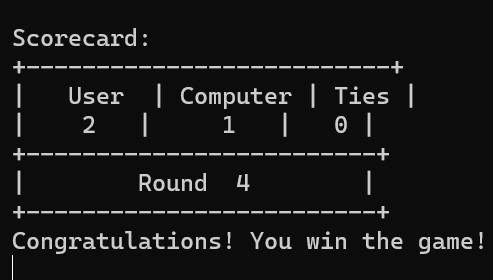 Scorecard:
+--------------------------+
|   User  | Computer | Ties |
|    2   |     1   |   0 |
+-------------------------+
|        Round  4        |
+-------------------------+
Congratulations! You win the game!